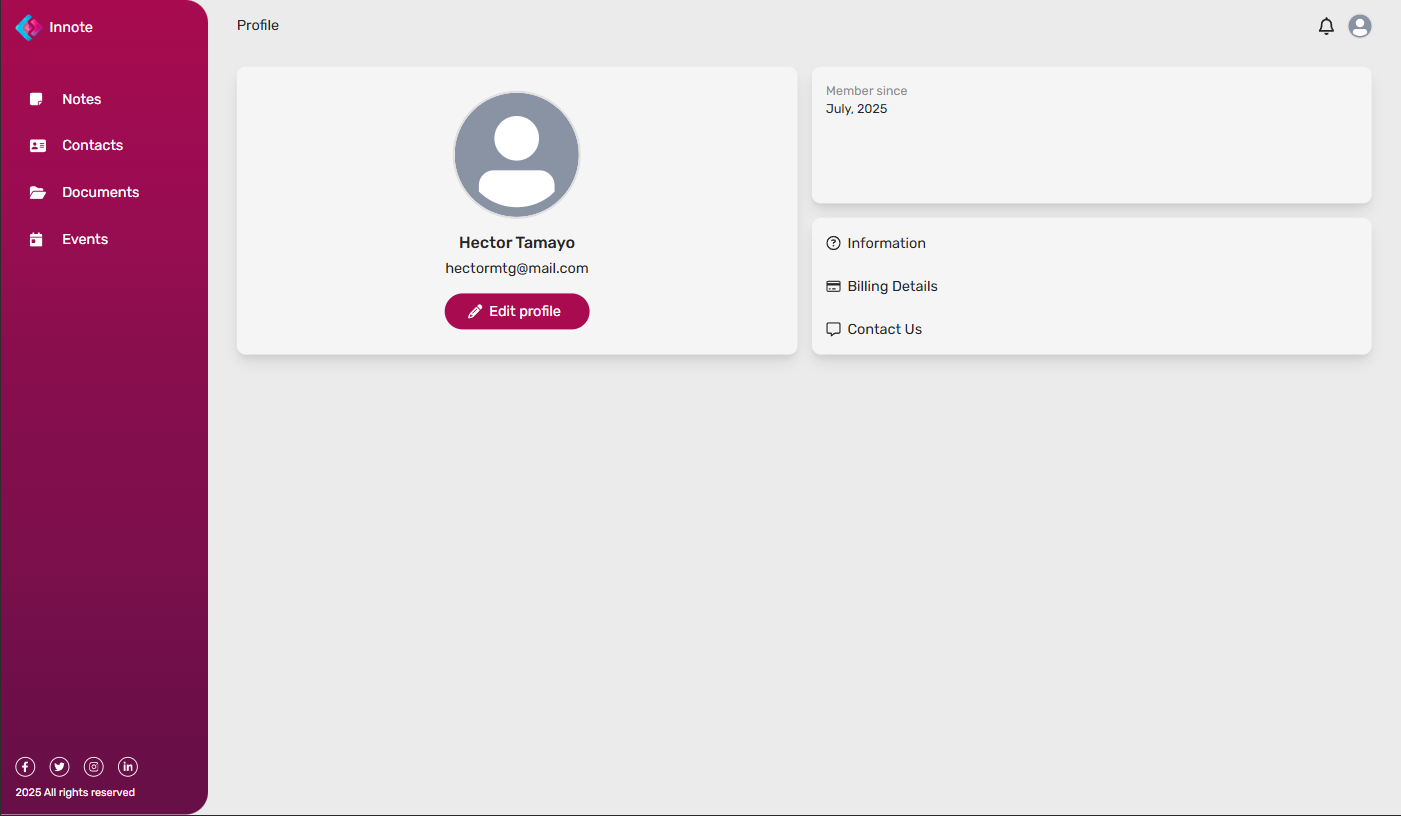 Innote
Notes
Contacts
Documents
Events
2025 All rights reserved
Profile
Hector Tamayo
hectormtg@mail.com
Edit profile
Member since
July, 2025
Information
Billing Details
Contact Us